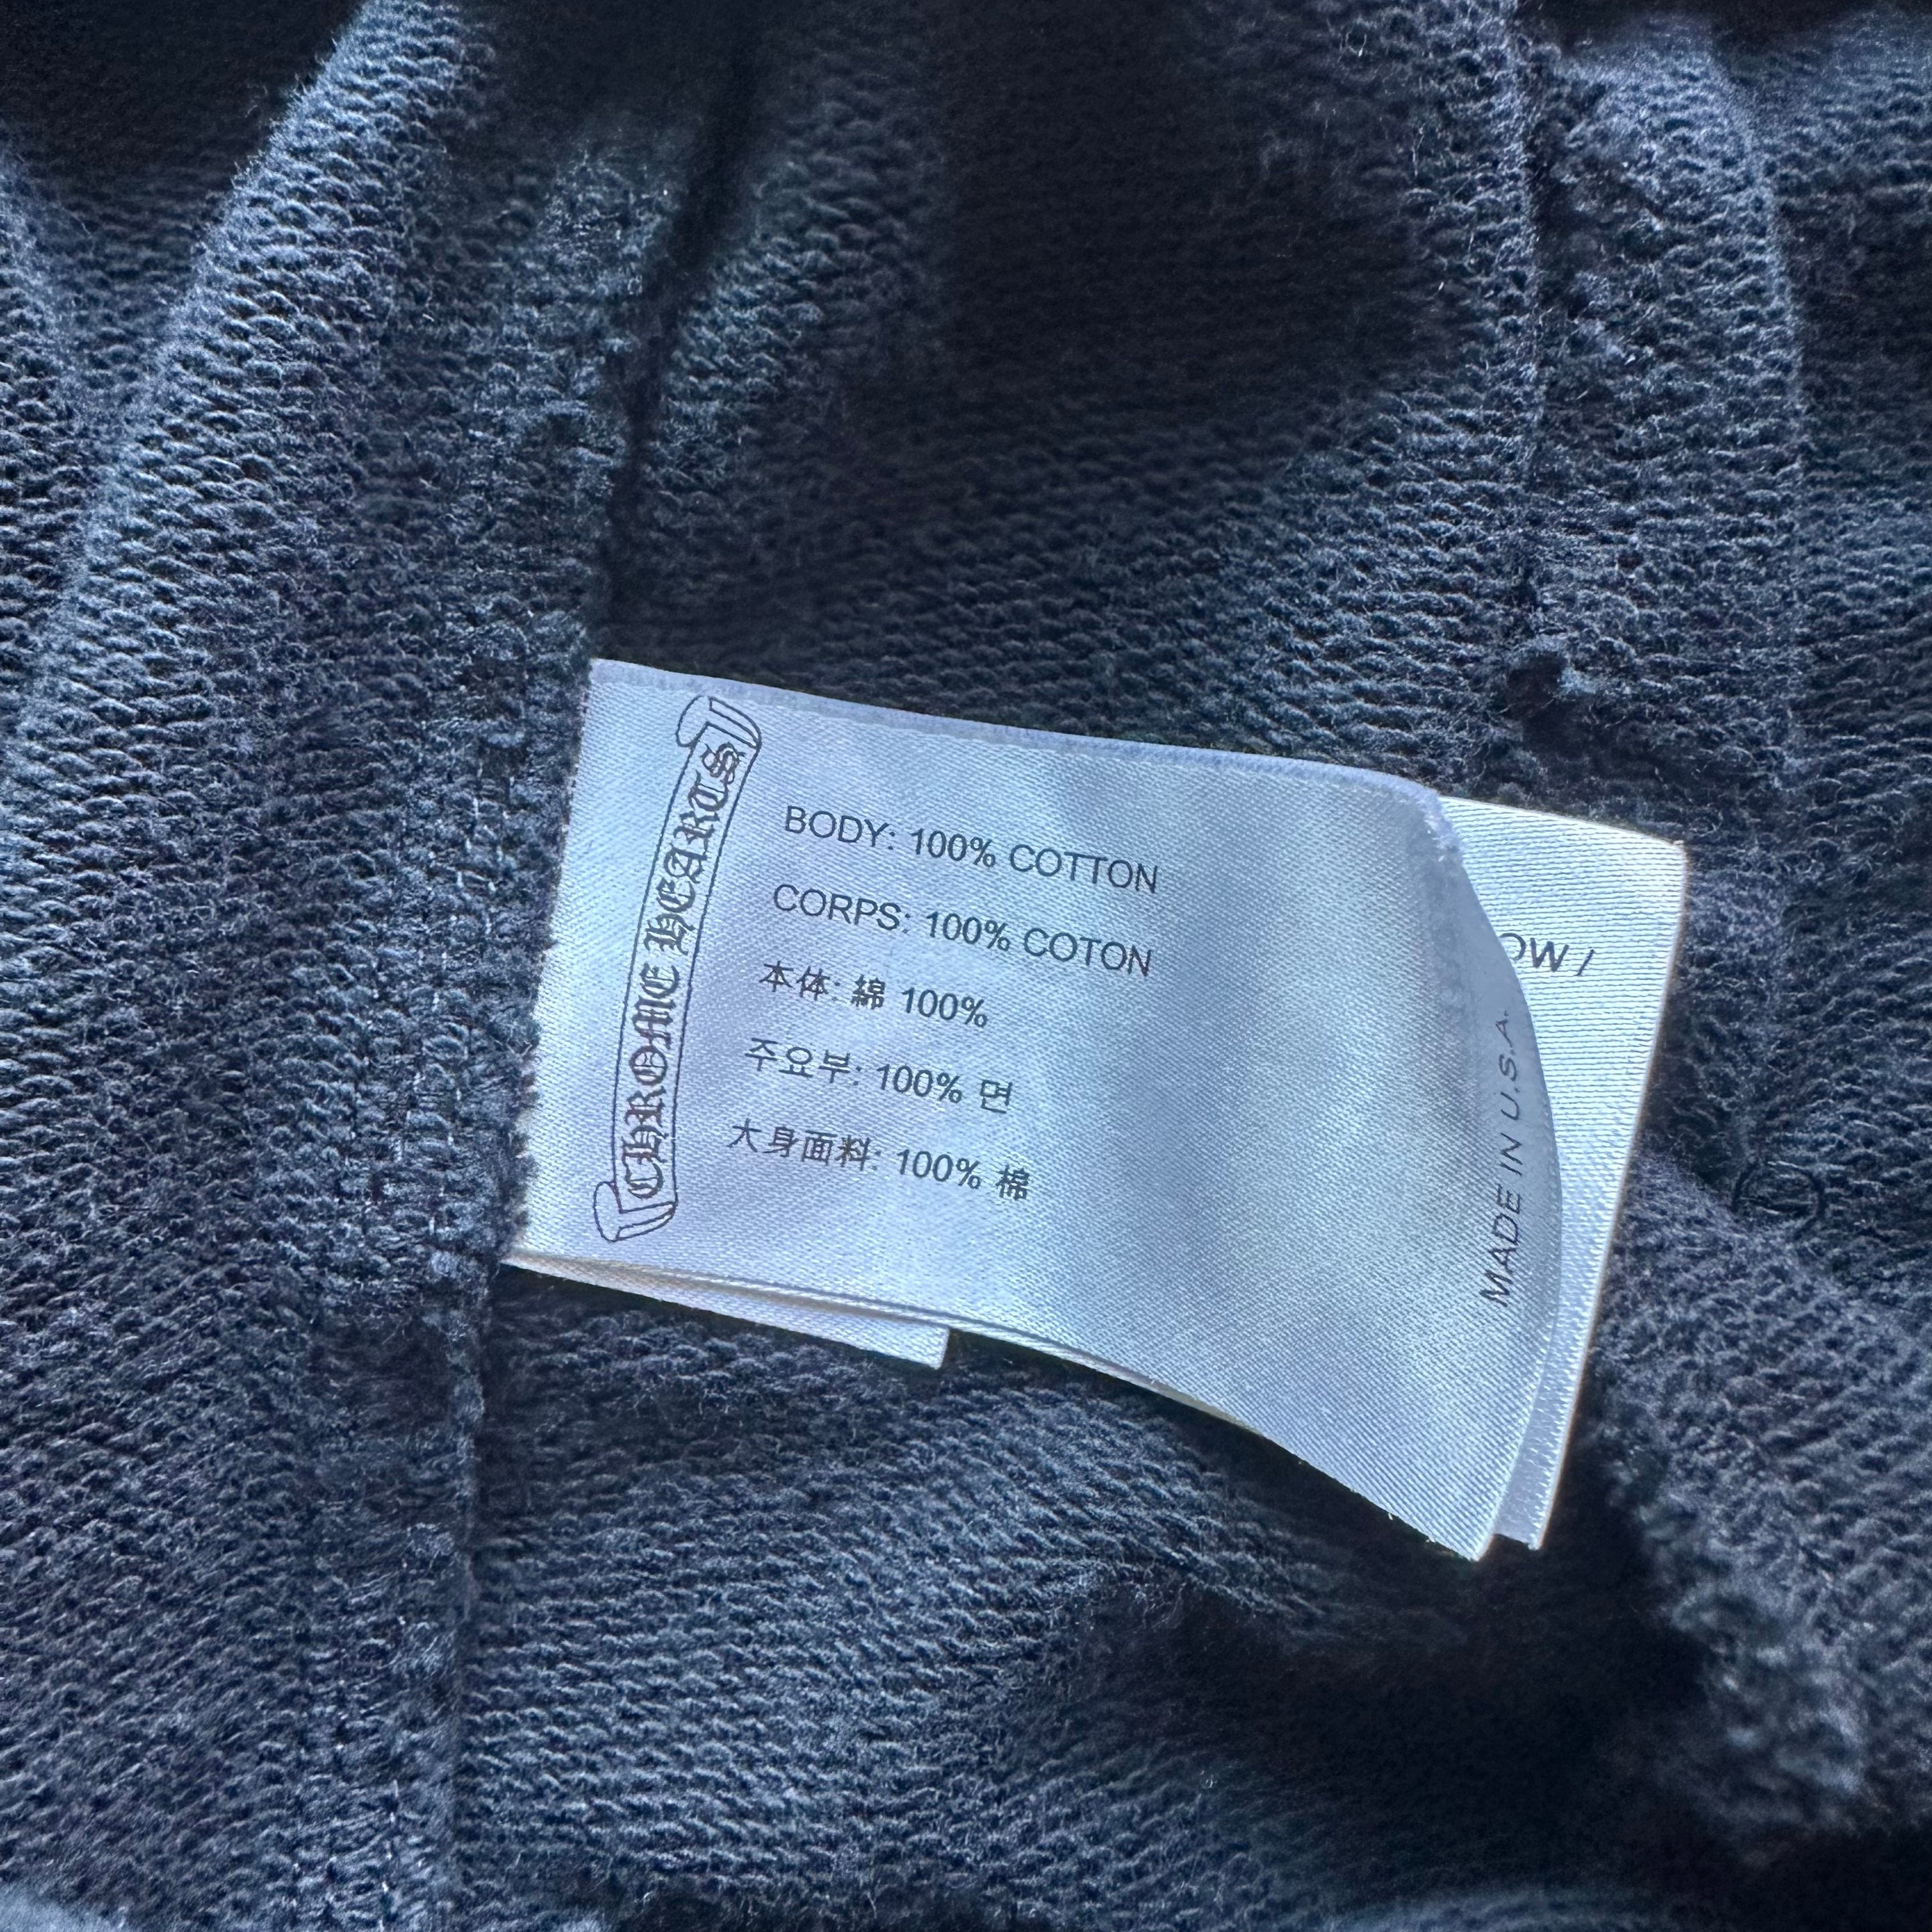 CHROME HEARTS
BODY: 100% COTTON
CORPS: 100% COTON
本体: 綿 100%
주요부: 100% 면
大身面料: 100% 棉
MADE IN U.S.A.
OW /